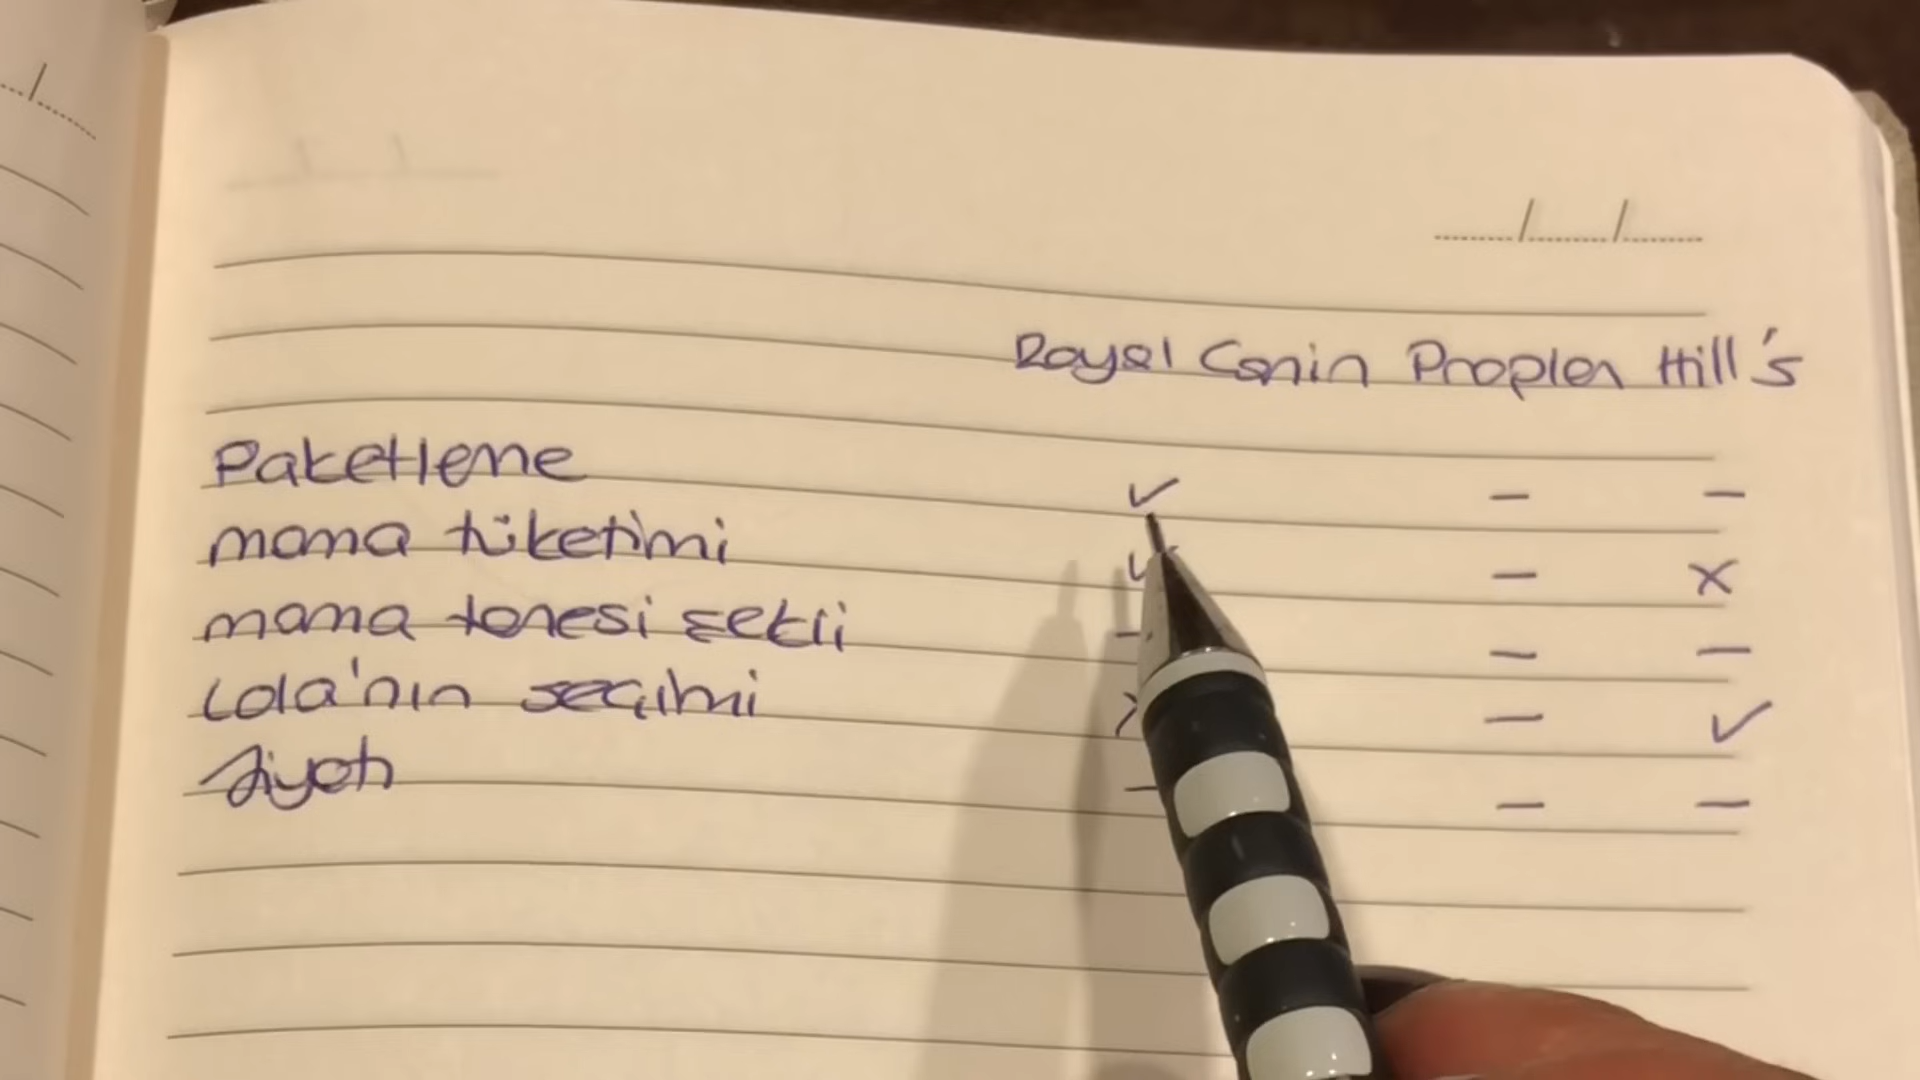 Royal Canin Proplan Hill's
Paketleme ✓ - -
mama tüketimi ✓ - x
mama tanesi şekli - - -
Lola'nın seçimi x - ✓
fiyatı - - -